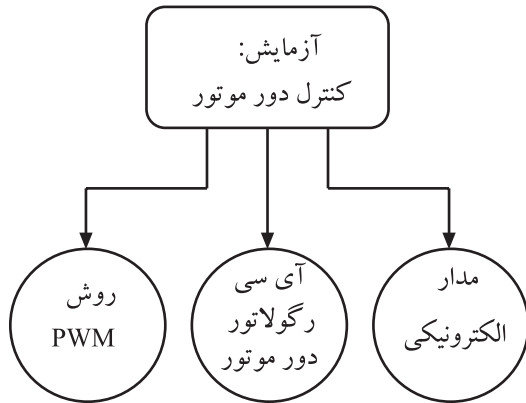 آزمایش:
کنترل دور موتور
مدار
الکترونیکی
آی سی
رگولاتور
دور موتور
روش
PWM